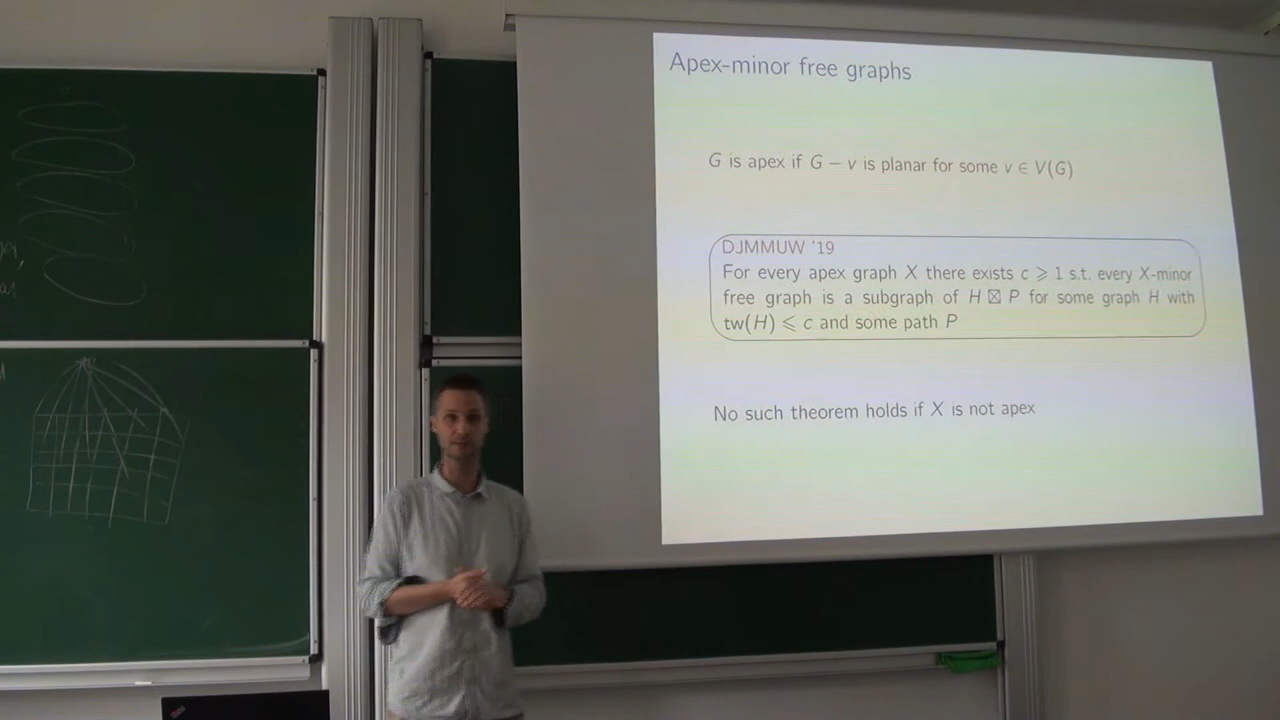 Apex-minor free graphs
G is apex if G − v is planar for some v ∈ V(G)
DJMMUW '19
For every apex graph X there exists c ⩾ 1 s.t. every X-minor
free graph is a subgraph of H ⊠ P for some graph H with
tw(H) ⩽ c and some path P
No such theorem holds if X is not apex